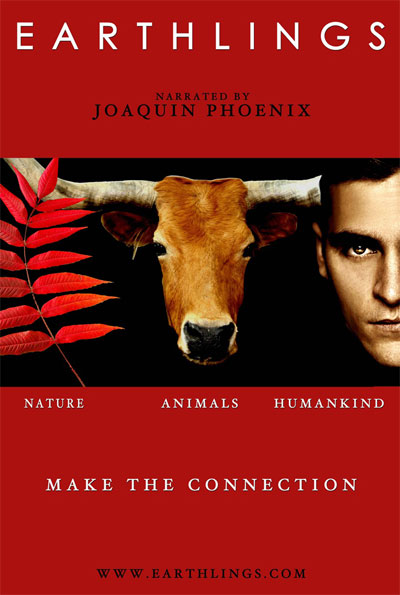 EARTHLINGS
NARRATED BY
JOAQUIN PHOENIX
NATURE ANIMALS HUMANKIND
MAKE THE CONNECTION
WWW.EARTHLINGS.COM